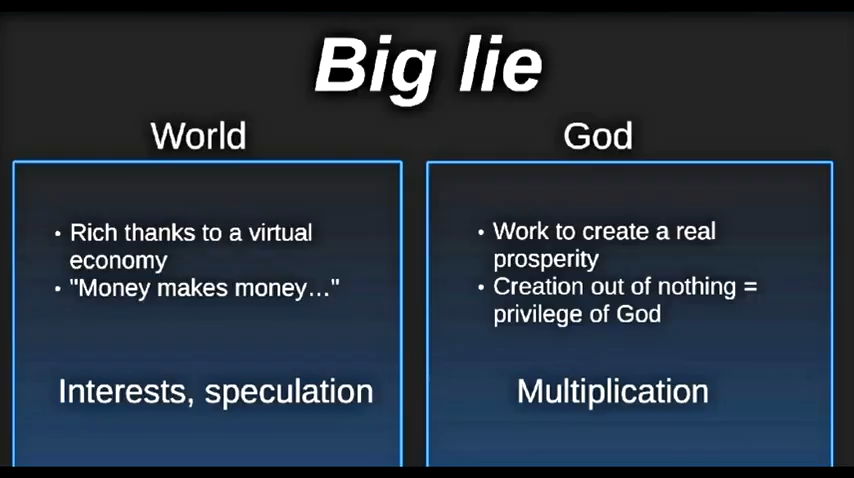 Big lie
World
• Rich thanks to a virtual
economy
• "Money makes money…"
Interests, speculation
God
• Work to create a real
prosperity
• Creation out of nothing =
privilege of God
Multiplication